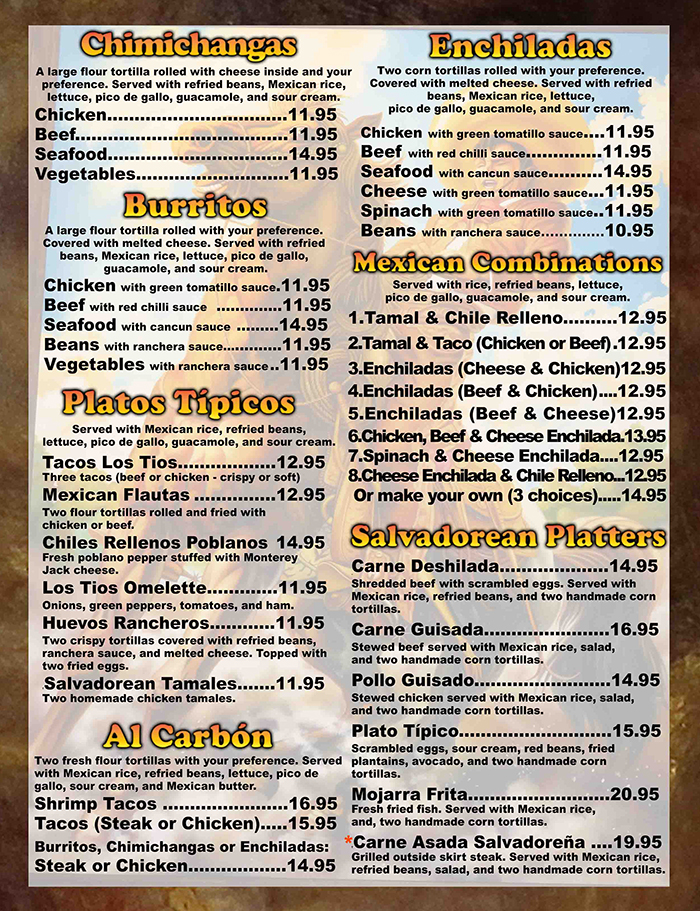 Chimichangas
A large flour tortilla rolled with cheese inside and your
preference. Served with refried beans, Mexican rice,
lettuce, pico de gallo, guacamole, and sour cream.
Chicken.................................11.95
Beef.......................................11.95
Seafood.................................14.95
Vegetables............................11.95
Burritos
A large flour tortilla rolled with your preference.
Covered with melted cheese. Served with refried
beans, Mexican rice, lettuce, pico de gallo,
guacamole, and sour cream.
Chicken with green tomatillo sauce.11.95
Beef with red chilli sauce ..............11.95
Seafood with cancun sauce .........14.95
Beans with ranchera sauce.............11.95
Vegetables with ranchera sauce..11.95
Platos Típicos
Served with Mexican rice, refried beans,
lettuce, pico de gallo, guacamole, and sour cream.
Tacos Los Tios..................12.95
Three tacos (beef or chicken - crispy or soft)
Mexican Flautas ...............12.95
Two flour tortillas rolled and fried with
chicken or beef.
Chiles Rellenos Poblanos 14.95
Fresh poblano pepper stuffed with Monterey
Jack cheese.
Los Tios Omelette.............11.95
Onions, green peppers, tomatoes, and ham.
Huevos Rancheros............11.95
Two crispy tortillas covered with refried beans,
ranchera sauce, and melted cheese. Topped with
two fried eggs.
Salvadorean Tamales.......11.95
Two homemade chicken tamales.
Al Carbón
Two fresh flour tortillas with your preference. Served
with Mexican rice, refried beans, lettuce, pico de
gallo, sour cream, and Mexican butter.
Shrimp Tacos .......................16.95
Tacos (Steak or Chicken).....15.95
Burritos, Chimichangas or Enchiladas:
Steak or Chicken..................14.95
Enchiladas
Two corn tortillas rolled with your preference.
Covered with melted cheese. Served with refried
beans, Mexican rice, lettuce,
pico de gallo, guacamole, and sour cream.
Chicken with green tomatillo sauce....11.95
Beef with red chilli sauce...............11.95
Seafood with cancun sauce..........14.95
Cheese with green tomatillo sauce...11.95
Spinach with green tomatillo sauce..11.95
Beans with ranchera sauce.............10.95
Mexican Combinations
Served with rice, refried beans, lettuce,
pico de gallo, guacamole, and sour cream.
1.Tamal & Chile Relleno..........12.95
2.Tamal & Taco (Chicken or Beef).12.95
3.Enchiladas (Cheese & Chicken)12.95
4.Enchiladas (Beef & Chicken)....12.95
5.Enchiladas (Beef & Cheese)12.95
6.Chicken, Beef & Cheese Enchilada.13.95
7.Spinach & Cheese Enchilada....12.95
8.Cheese Enchilada & Chile Relleno...12.95
Or make your own (3 choices).....14.95
Salvadorean Platters
Carne Deshilada....................14.95
Shredded beef with scrambled eggs. Served with
Mexican rice, refried beans, and two handmade corn
tortillas.
Carne Guisada.......................16.95
Stewed beef served with Mexican rice, salad,
and two handmade corn tortillas.
Pollo Guisado.........................14.95
Stewed chicken served with Mexican rice, salad,
and two handmade corn tortillas.
Plato Típico............................15.95
Scrambled eggs, sour cream, red beans, fried
plantains, avocado, and two handmade corn
tortillas.
Mojarra Frita..........................20.95
Fresh fried fish. Served with Mexican rice,
and, two handmade corn tortillas.
*Carne Asada Salvadoreña ....19.95
Grilled outside skirt steak. Served with Mexican rice,
refried beans, salad, and two handmade corn tortillas.